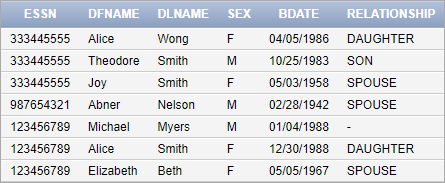 ESSN DFNAME DLNAME SEX BDATE RELATIONSHIP
333445555 Alice Wong F 04/05/1986 DAUGHTER
333445555 Theodore Smith M 10/25/1983 SON
333445555 Joy Smith F 05/03/1958 SPOUSE
987654321 Abner Nelson M 02/28/1942 SPOUSE
123456789 Michael Myers M 01/04/1988 -
123456789 Alice Smith F 12/30/1988 DAUGHTER
123456789 Elizabeth Beth F 05/05/1967 SPOUSE